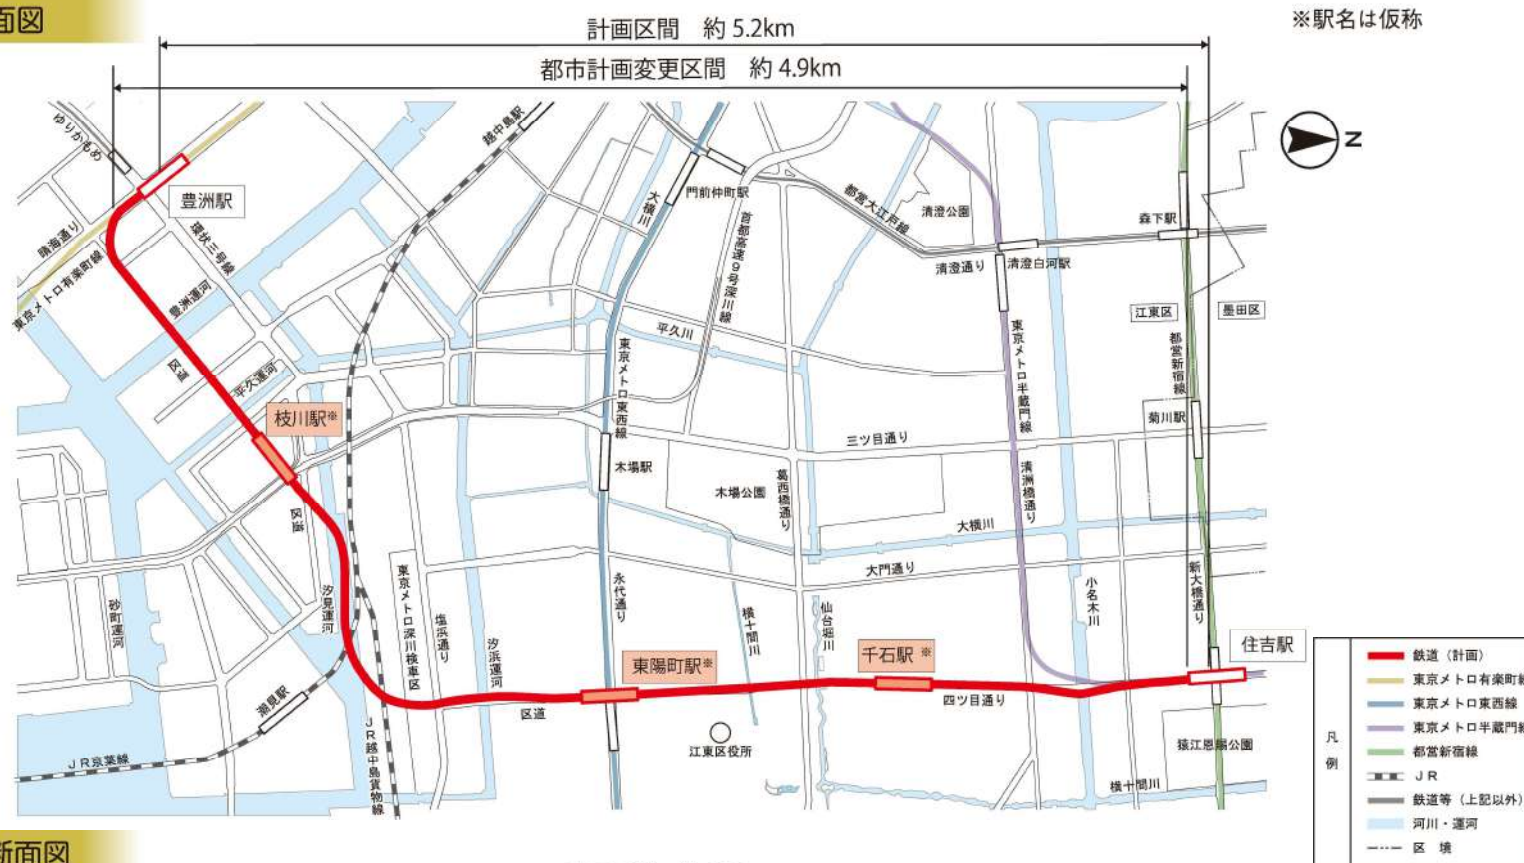 面図
計画区間 約 5.2km
※駅名は仮称
都市計画変更区間 約 4.9km
N
ゆりかもめ
越中島駅
豊洲駅
大横川
門前仲町駅
都営大江戸線
清澄公園
森下駅
晴海通り
環状三号線
首都高速9号深川線
清澄通り
清澄白河駅
東京メトロ有楽町線
豊洲運河
江東区
墨田区
平久川
東京メトロ東西線
東京メトロ半蔵門線
都営新宿線
区道
平久運河
枝川駅※
菊川駅
三ツ目通り
木場駅
木場公園
葛西橋通り
清洲橋通り
区道
大横川
大門通り
新大橋通り
砂町運河
汐見運河
東京メトロ深川検車区
塩浜通り
永代通り
横十間川
仙台堀川
小名木川
汐浜運河
東陽町駅※
千石駅 ※
住吉駅
潮見駅
区道
四ツ目通り
JR京葉線
JR越中島貨物線
江東区役所
猿江恩賜公園
横十間川
凡例
鉄道（計画）
東京メトロ有楽町線
東京メトロ東西線
東京メトロ半蔵門線
都営新宿線
JR
鉄道等（上記以外）
河川・運河
区 境
断面図